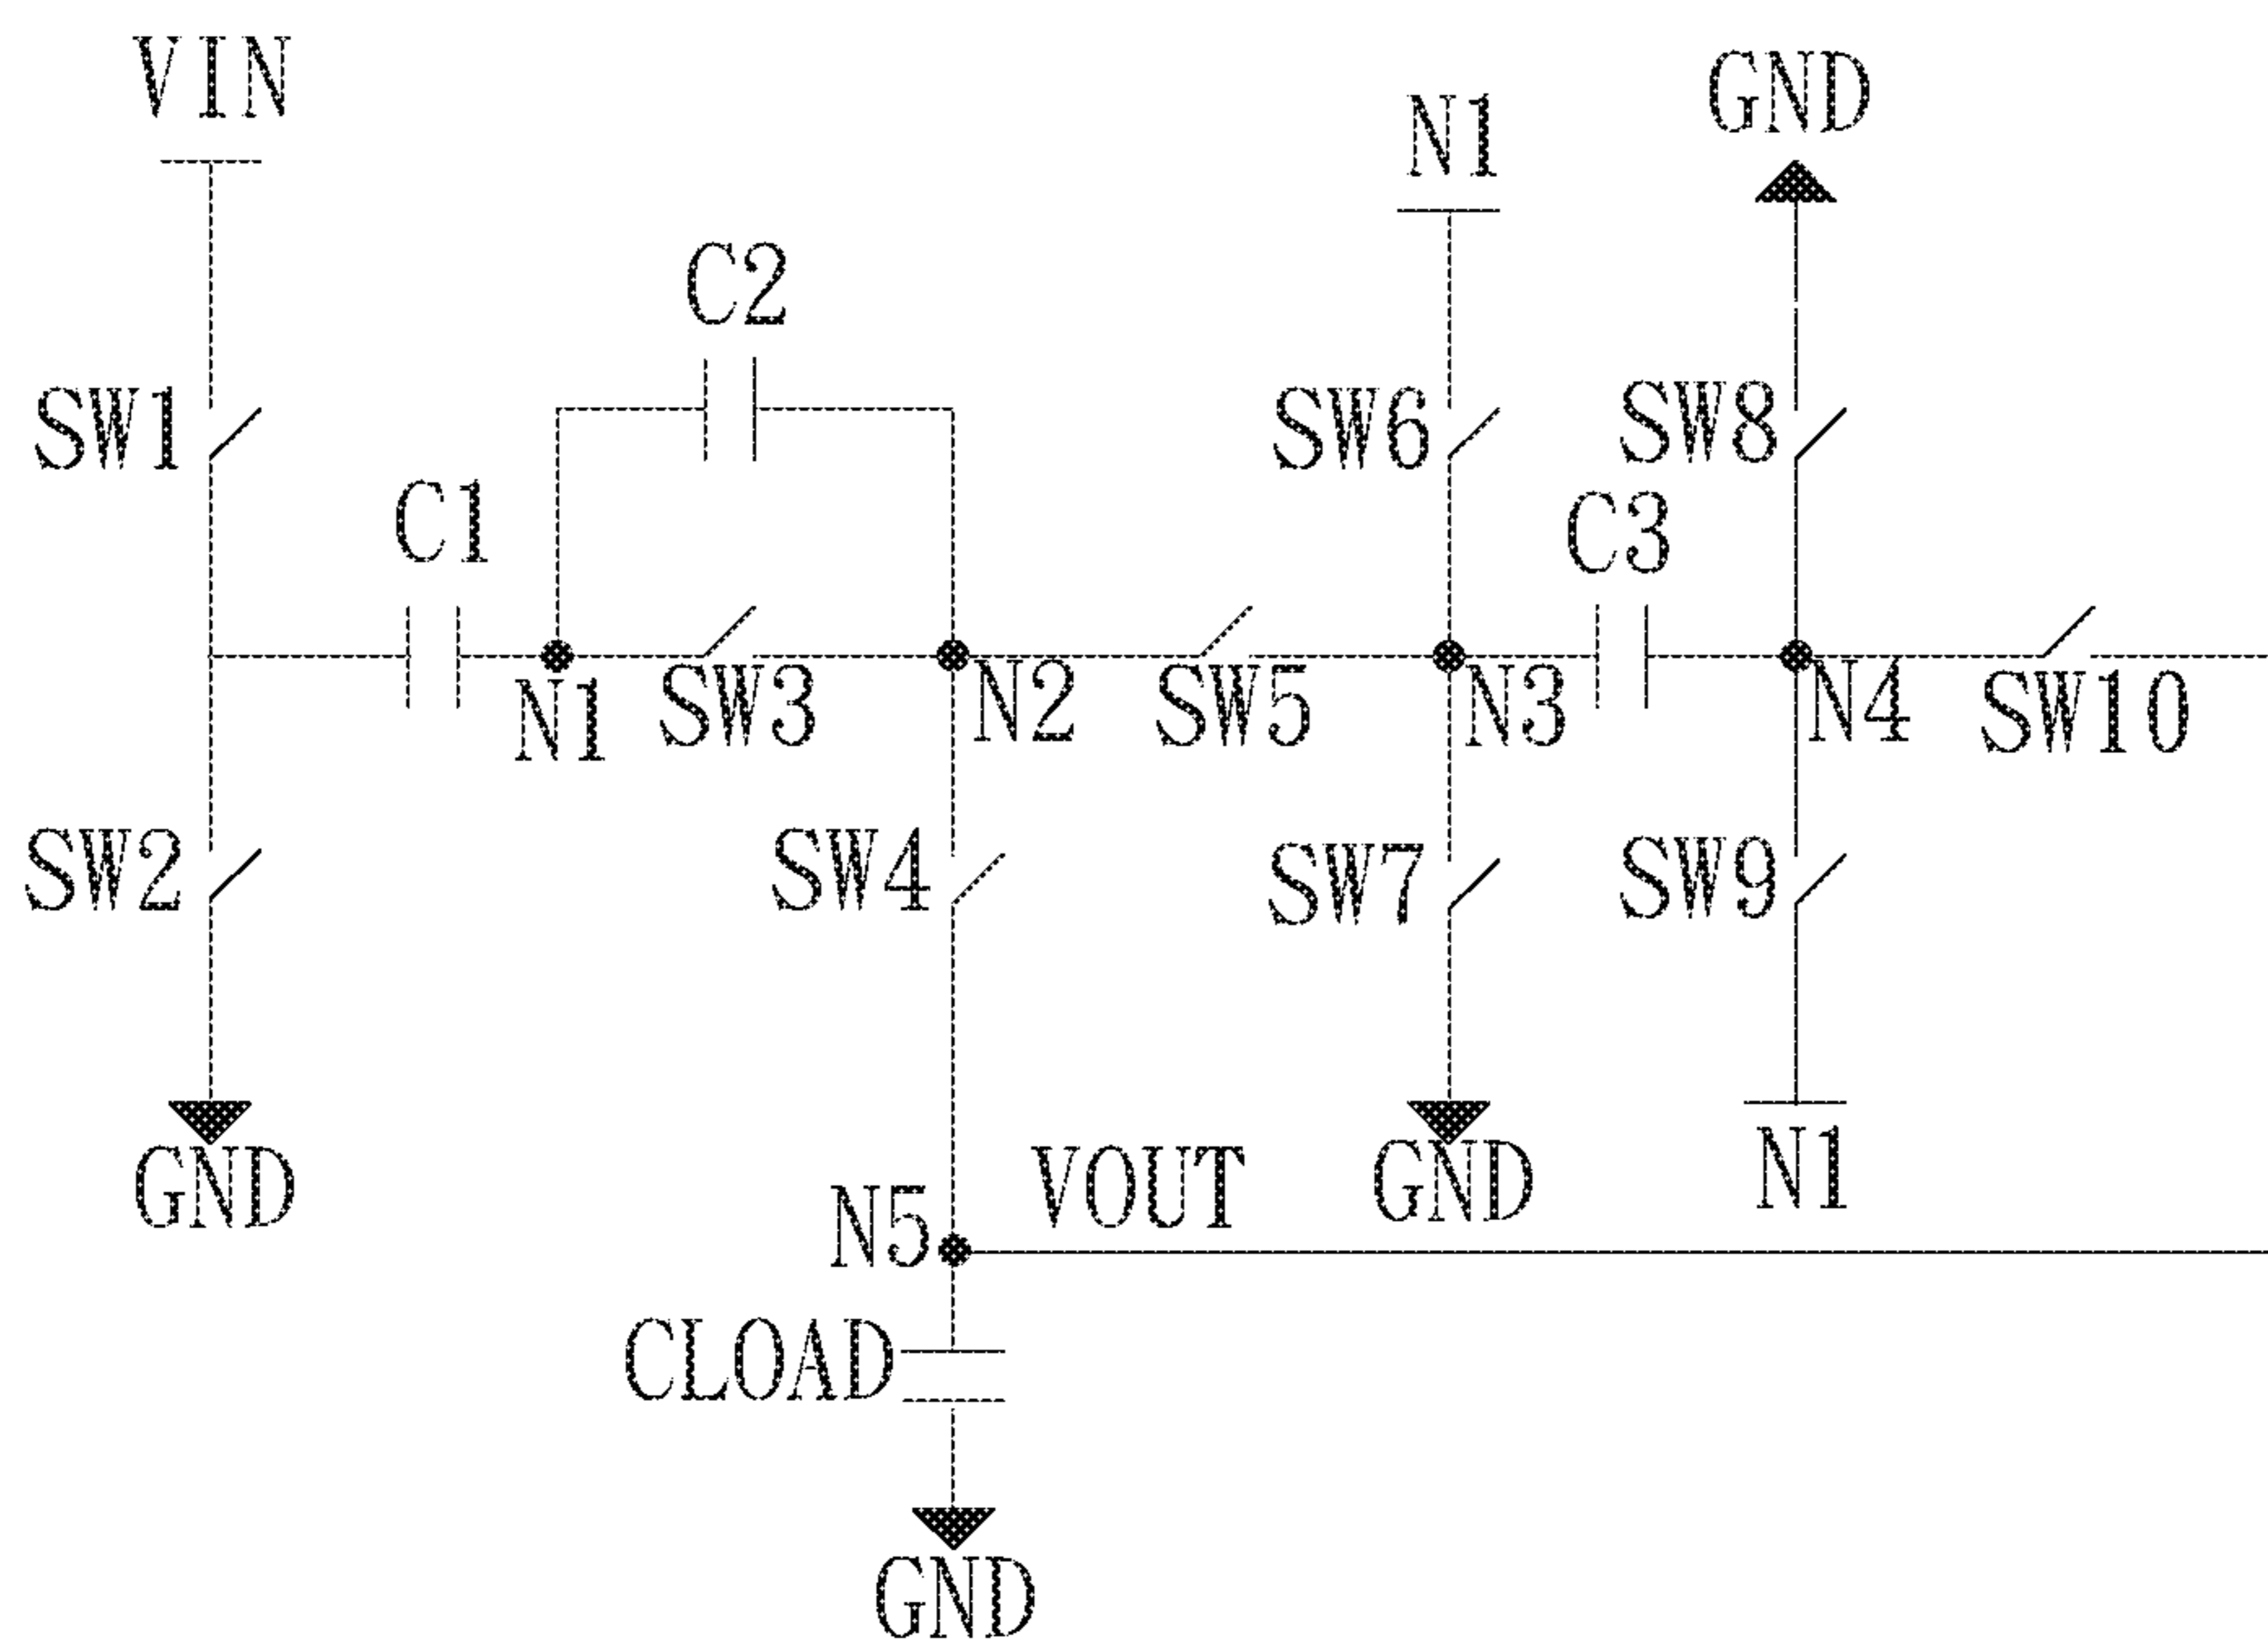 VIN
GND
N1
C2
SW1
SW6
SW8
C1
C3
N1
SW3
N2
SW5
N3
N4
SW10
SW2
SW4
SW7
SW9
GND
N5
VOUT
GND
N1
CLOAD
GND